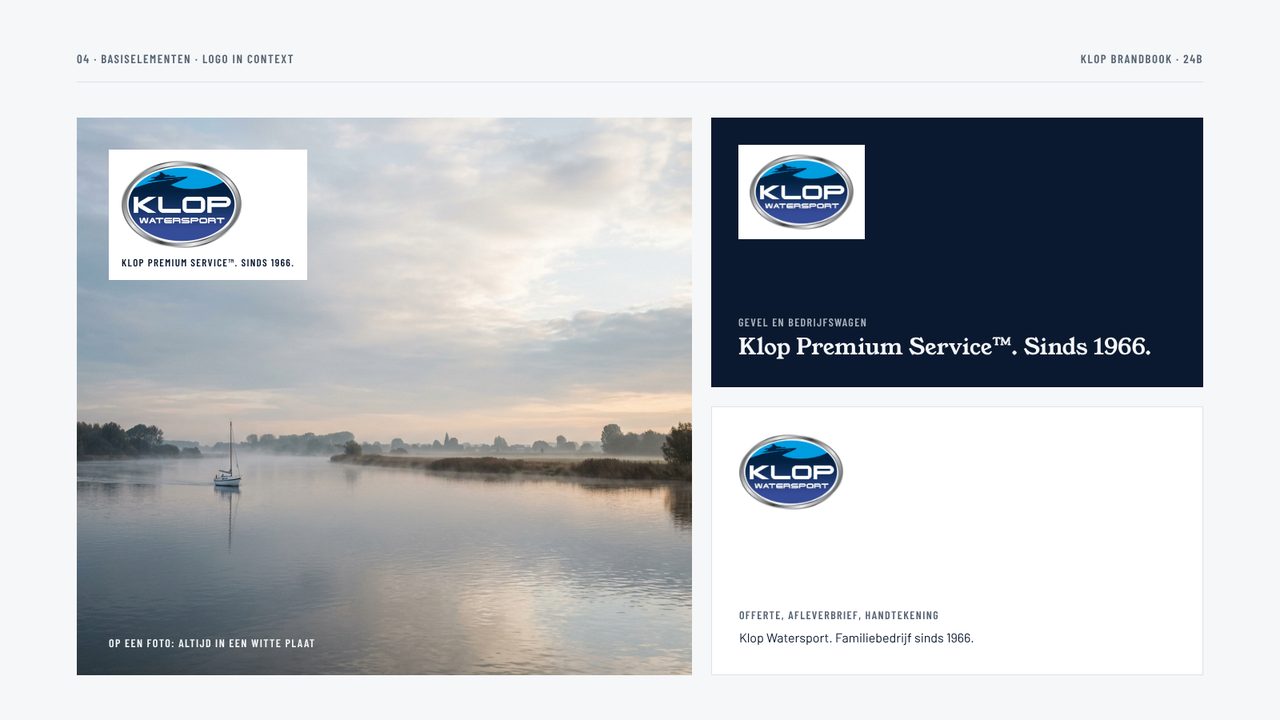 04 · BASISELEMENTEN · LOGO IN CONTEXT
KLOP BRANDBOOK · 24B
KLOP
WATERSPORT
KLOP PREMIUM SERVICE™. SINDS 1966.
OP EEN FOTO: ALTIJD IN EEN WITTE PLAAT
KLOP
WATERSPORT
GEVEL EN BEDRIJFSWAGEN
Klop Premium Service™. Sinds 1966.
KLOP
WATERSPORT
OFFERTE, AFLEVERBRIEF, HANDTEKENING
Klop Watersport. Familiebedrijf sinds 1966.